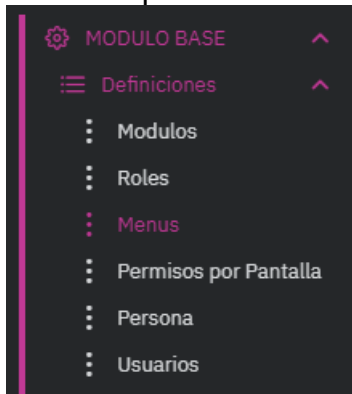 MODULO BASE
Definiciones
Modulos
Roles
Menus
Permisos por Pantalla
Persona
Usuarios